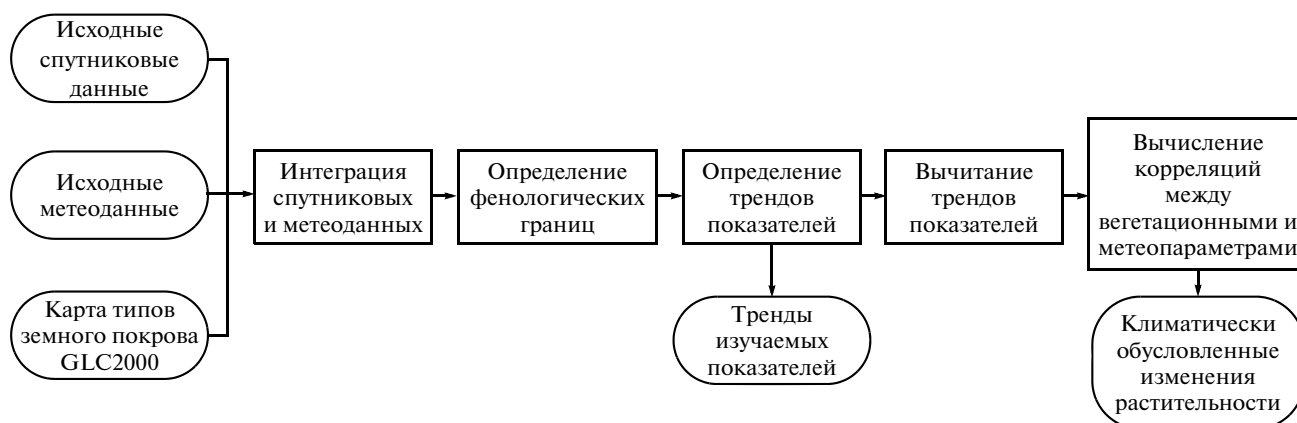 Исходные
спутниковые
данные
Исходные
метеоданные
Карта типов
земного покрова
GLC2000
Интеграция
спутниковых
и метеоданных
Определение
фенологических
границ
Определение
трендов
показателей
Тренды
изучаемых
показателей
Вычитание
трендов
показателей
Вычисление
корреляций
между
вегетационными и
метеопараметрами
Климатически
обусловленные
изменения
растительности